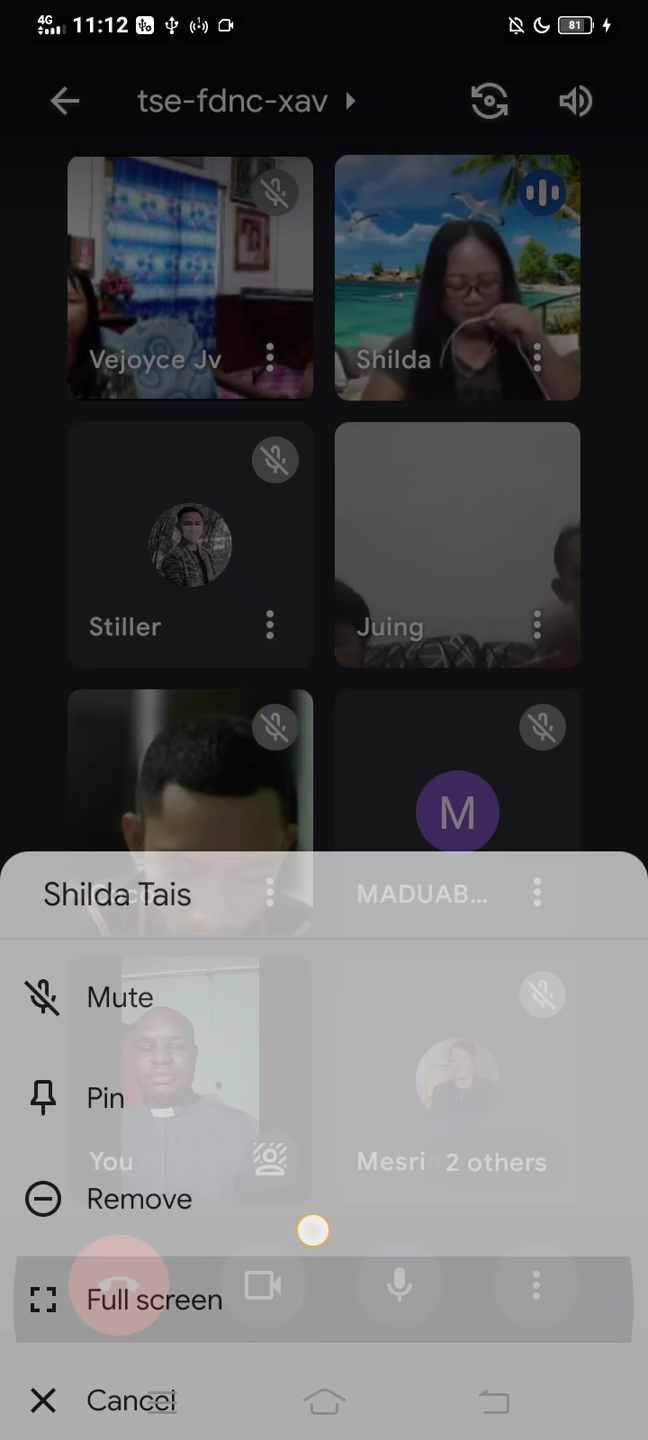 4G 11:12 81
tse-fdnc-xav
Vejoyce Jv
Shilda
Stiller
Juing
MADUAB...
Shilda Tais
Mute
Pin
You
Mesri 2 others
Remove
Full screen
Cancel
M